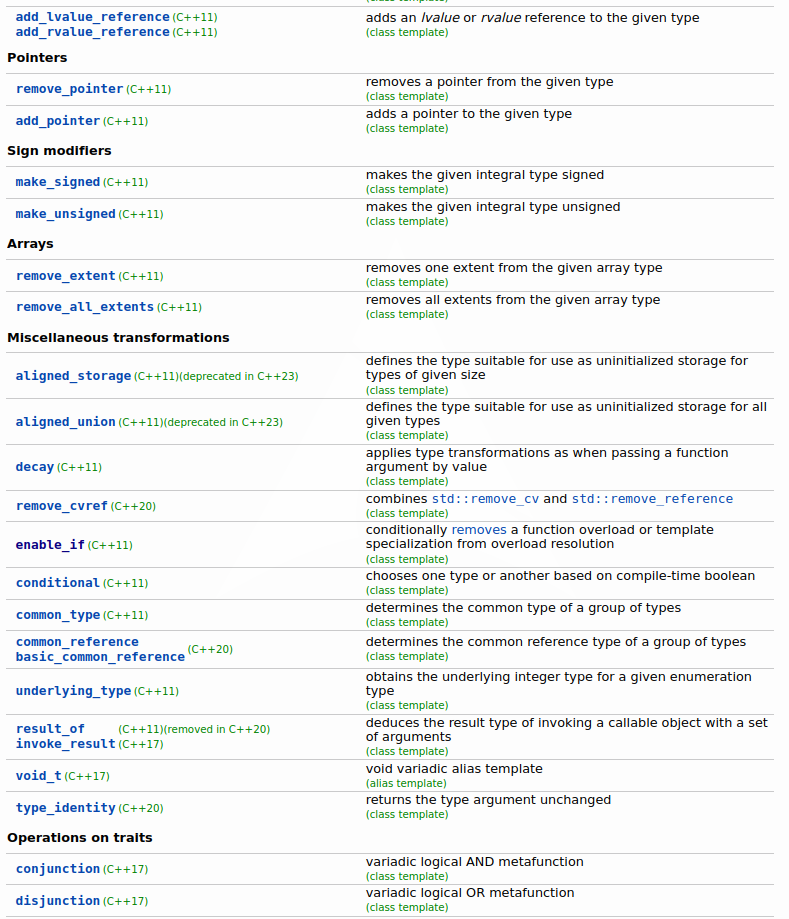 (class template)
add_lvalue_reference (C++11)
add_rvalue_reference (C++11)
adds an lvalue or rvalue reference to the given type
(class template)
Pointers
remove_pointer (C++11)
removes a pointer from the given type
(class template)
add_pointer (C++11)
adds a pointer to the given type
(class template)
Sign modifiers
make_signed (C++11)
makes the given integral type signed
(class template)
make_unsigned (C++11)
makes the given integral type unsigned
(class template)
Arrays
remove_extent (C++11)
removes one extent from the given array type
(class template)
remove_all_extents (C++11)
removes all extents from the given array type
(class template)
Miscellaneous transformations
aligned_storage (C++11)(deprecated in C++23)
defines the type suitable for use as uninitialized storage for
types of given size
(class template)
aligned_union (C++11)(deprecated in C++23)
defines the type suitable for use as uninitialized storage for all
given types
(class template)
decay (C++11)
applies type transformations as when passing a function
argument by value
(class template)
remove_cvref (C++20)
combines std::remove_cv and std::remove_reference
(class template)
enable_if (C++11)
conditionally removes a function overload or template
specialization from overload resolution
(class template)
conditional (C++11)
chooses one type or another based on compile-time boolean
(class template)
common_type (C++11)
determines the common type of a group of types
(class template)
common_reference
basic_common_reference
(C++20)
determines the common reference type of a group of types
(class template)
underlying_type (C++11)
obtains the underlying integer type for a given enumeration
type
(class template)
result_of (C++11)(removed in C++20)
invoke_result (C++17)
deduces the result type of invoking a callable object with a set
of arguments
(class template)
void_t (C++17)
void variadic alias template
(alias template)
type_identity (C++20)
returns the type argument unchanged
(class template)
Operations on traits
conjunction (C++17)
variadic logical AND metafunction
(class template)
disjunction (C++17)
variadic logical OR metafunction
(class template)